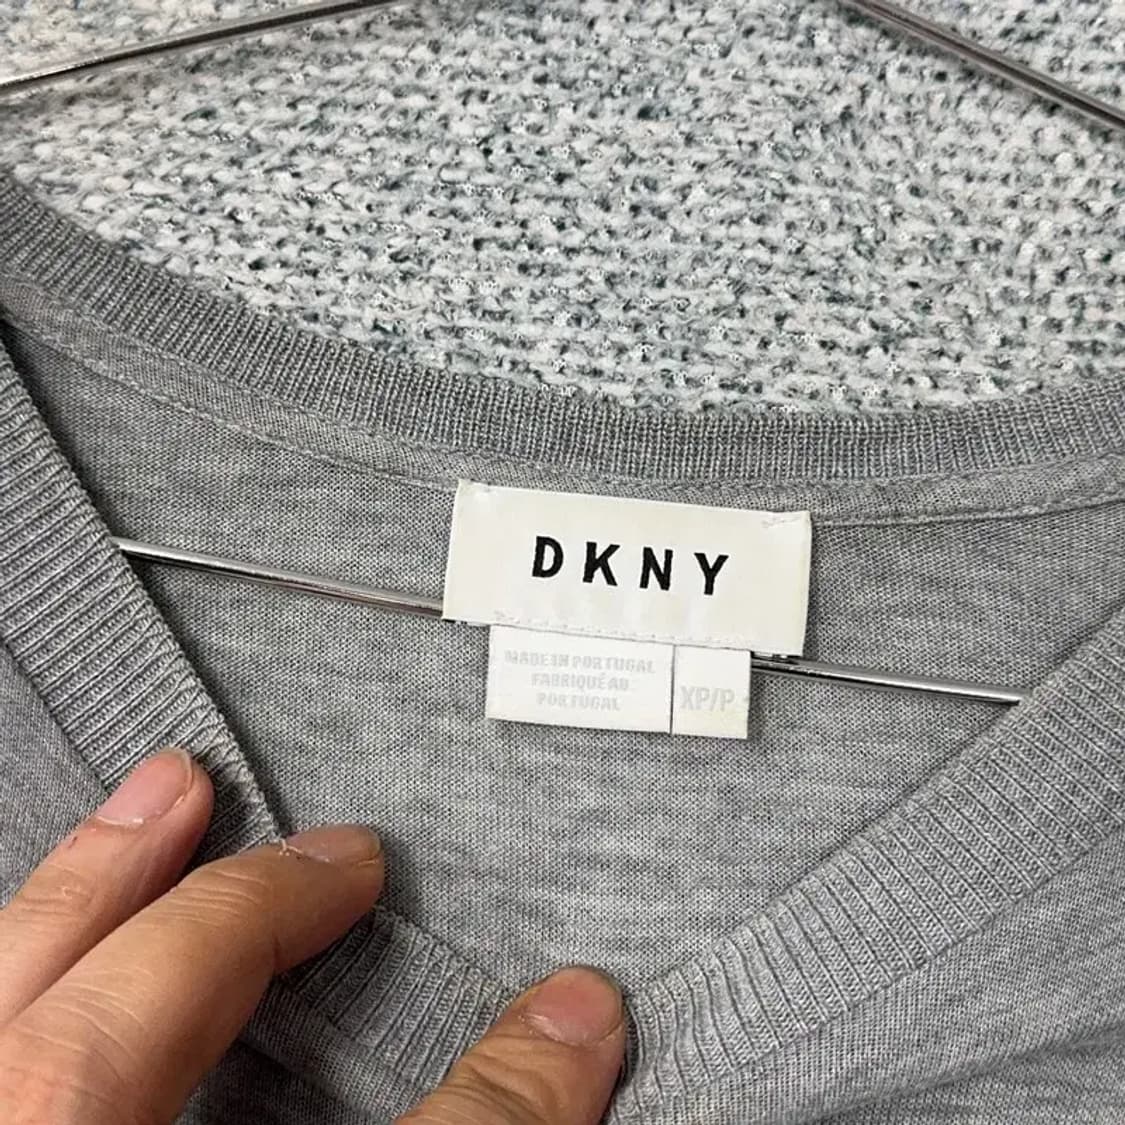 DKNY
MADE IN PORTUGAL
FABRIQUÉ AU
PORTUGAL
XP/P